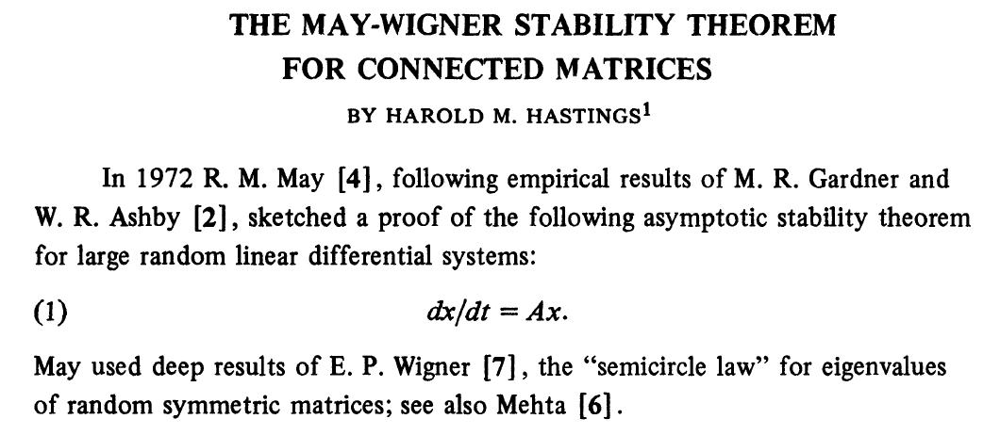 THE MAY-WIGNER STABILITY THEOREM
FOR CONNECTED MATRICES
BY HAROLD M. HASTINGS¹
In 1972 R. M. May [4], following empirical results of M. R. Gardner and
W. R. Ashby [2], sketched a proof of the following asymptotic stability theorem
for large random linear differential systems:
(1) dx/dt = Ax.
May used deep results of E. P. Wigner [7], the “semicircle law” for eigenvalues
of random symmetric matrices; see also Mehta [6].